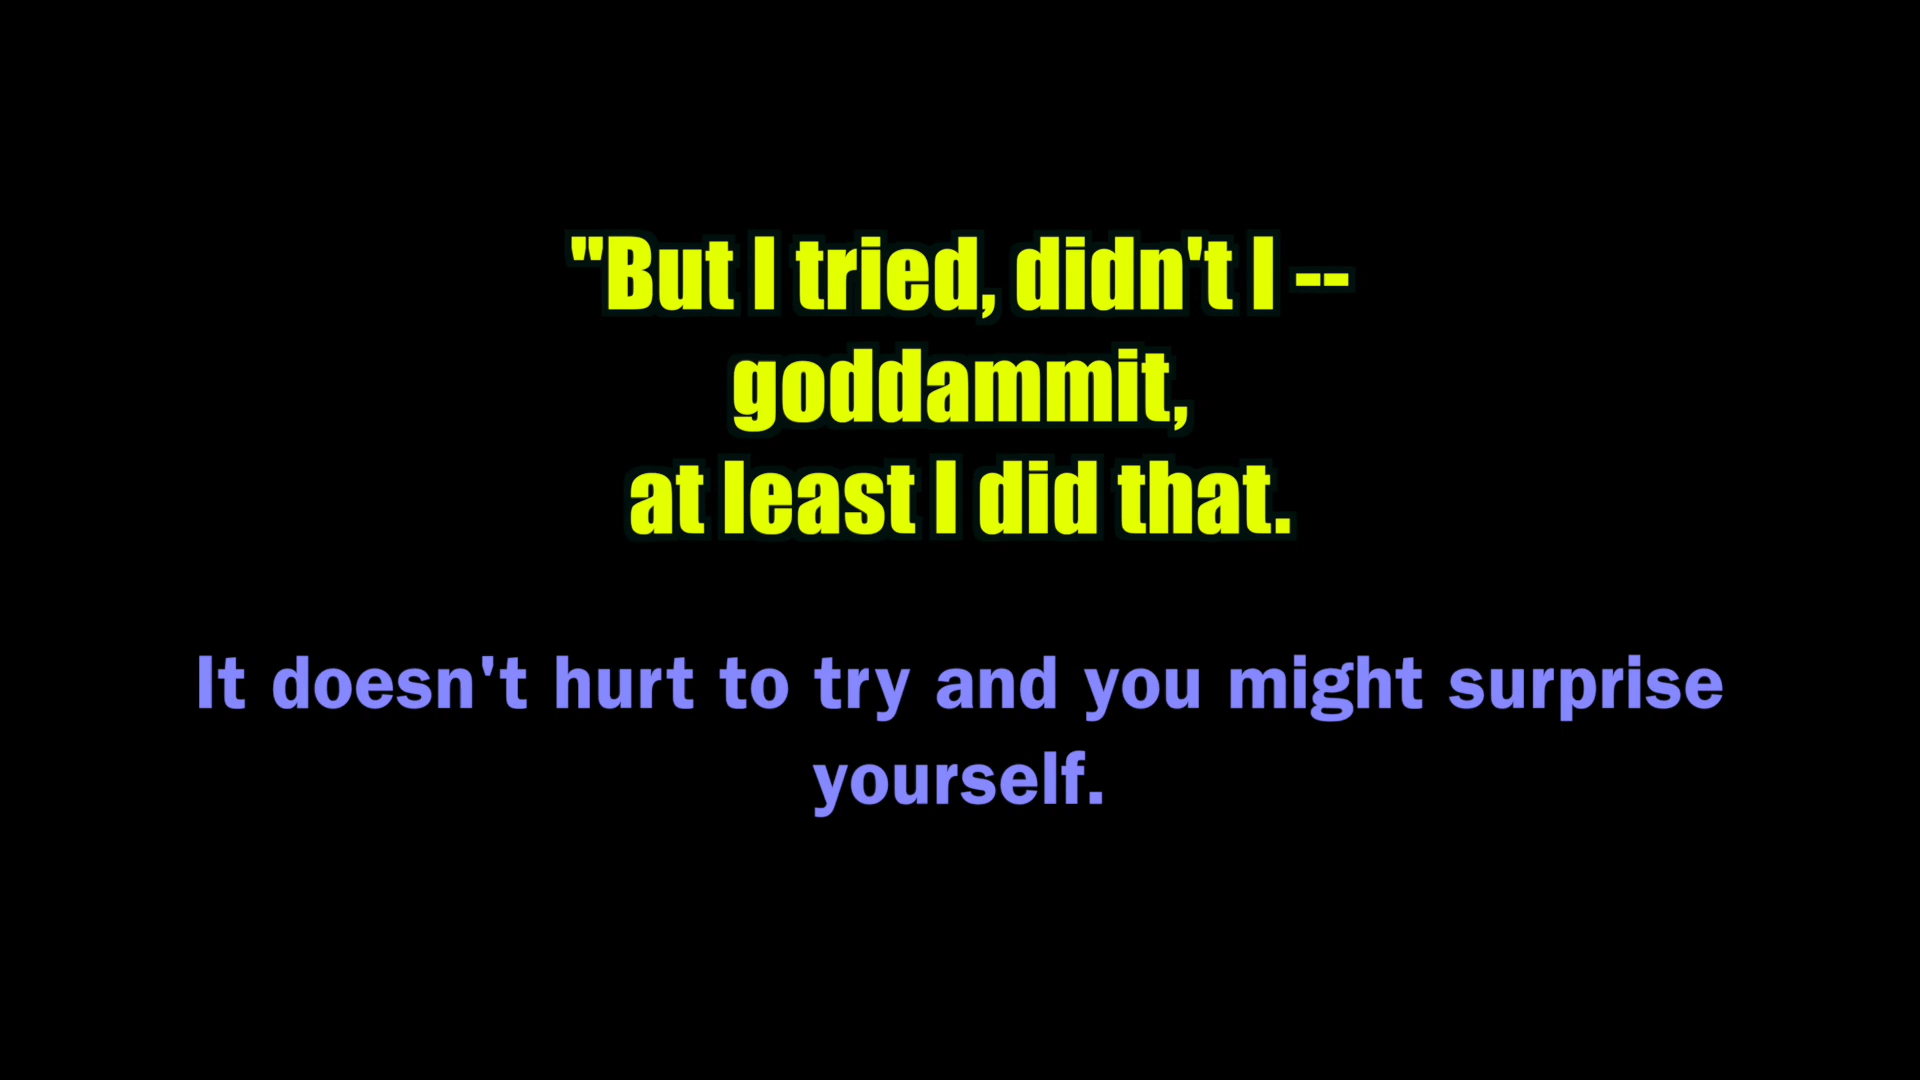 "But I tried, didn't I --
goddammit,
at least I did that.
It doesn't hurt to try and you might surprise
yourself.